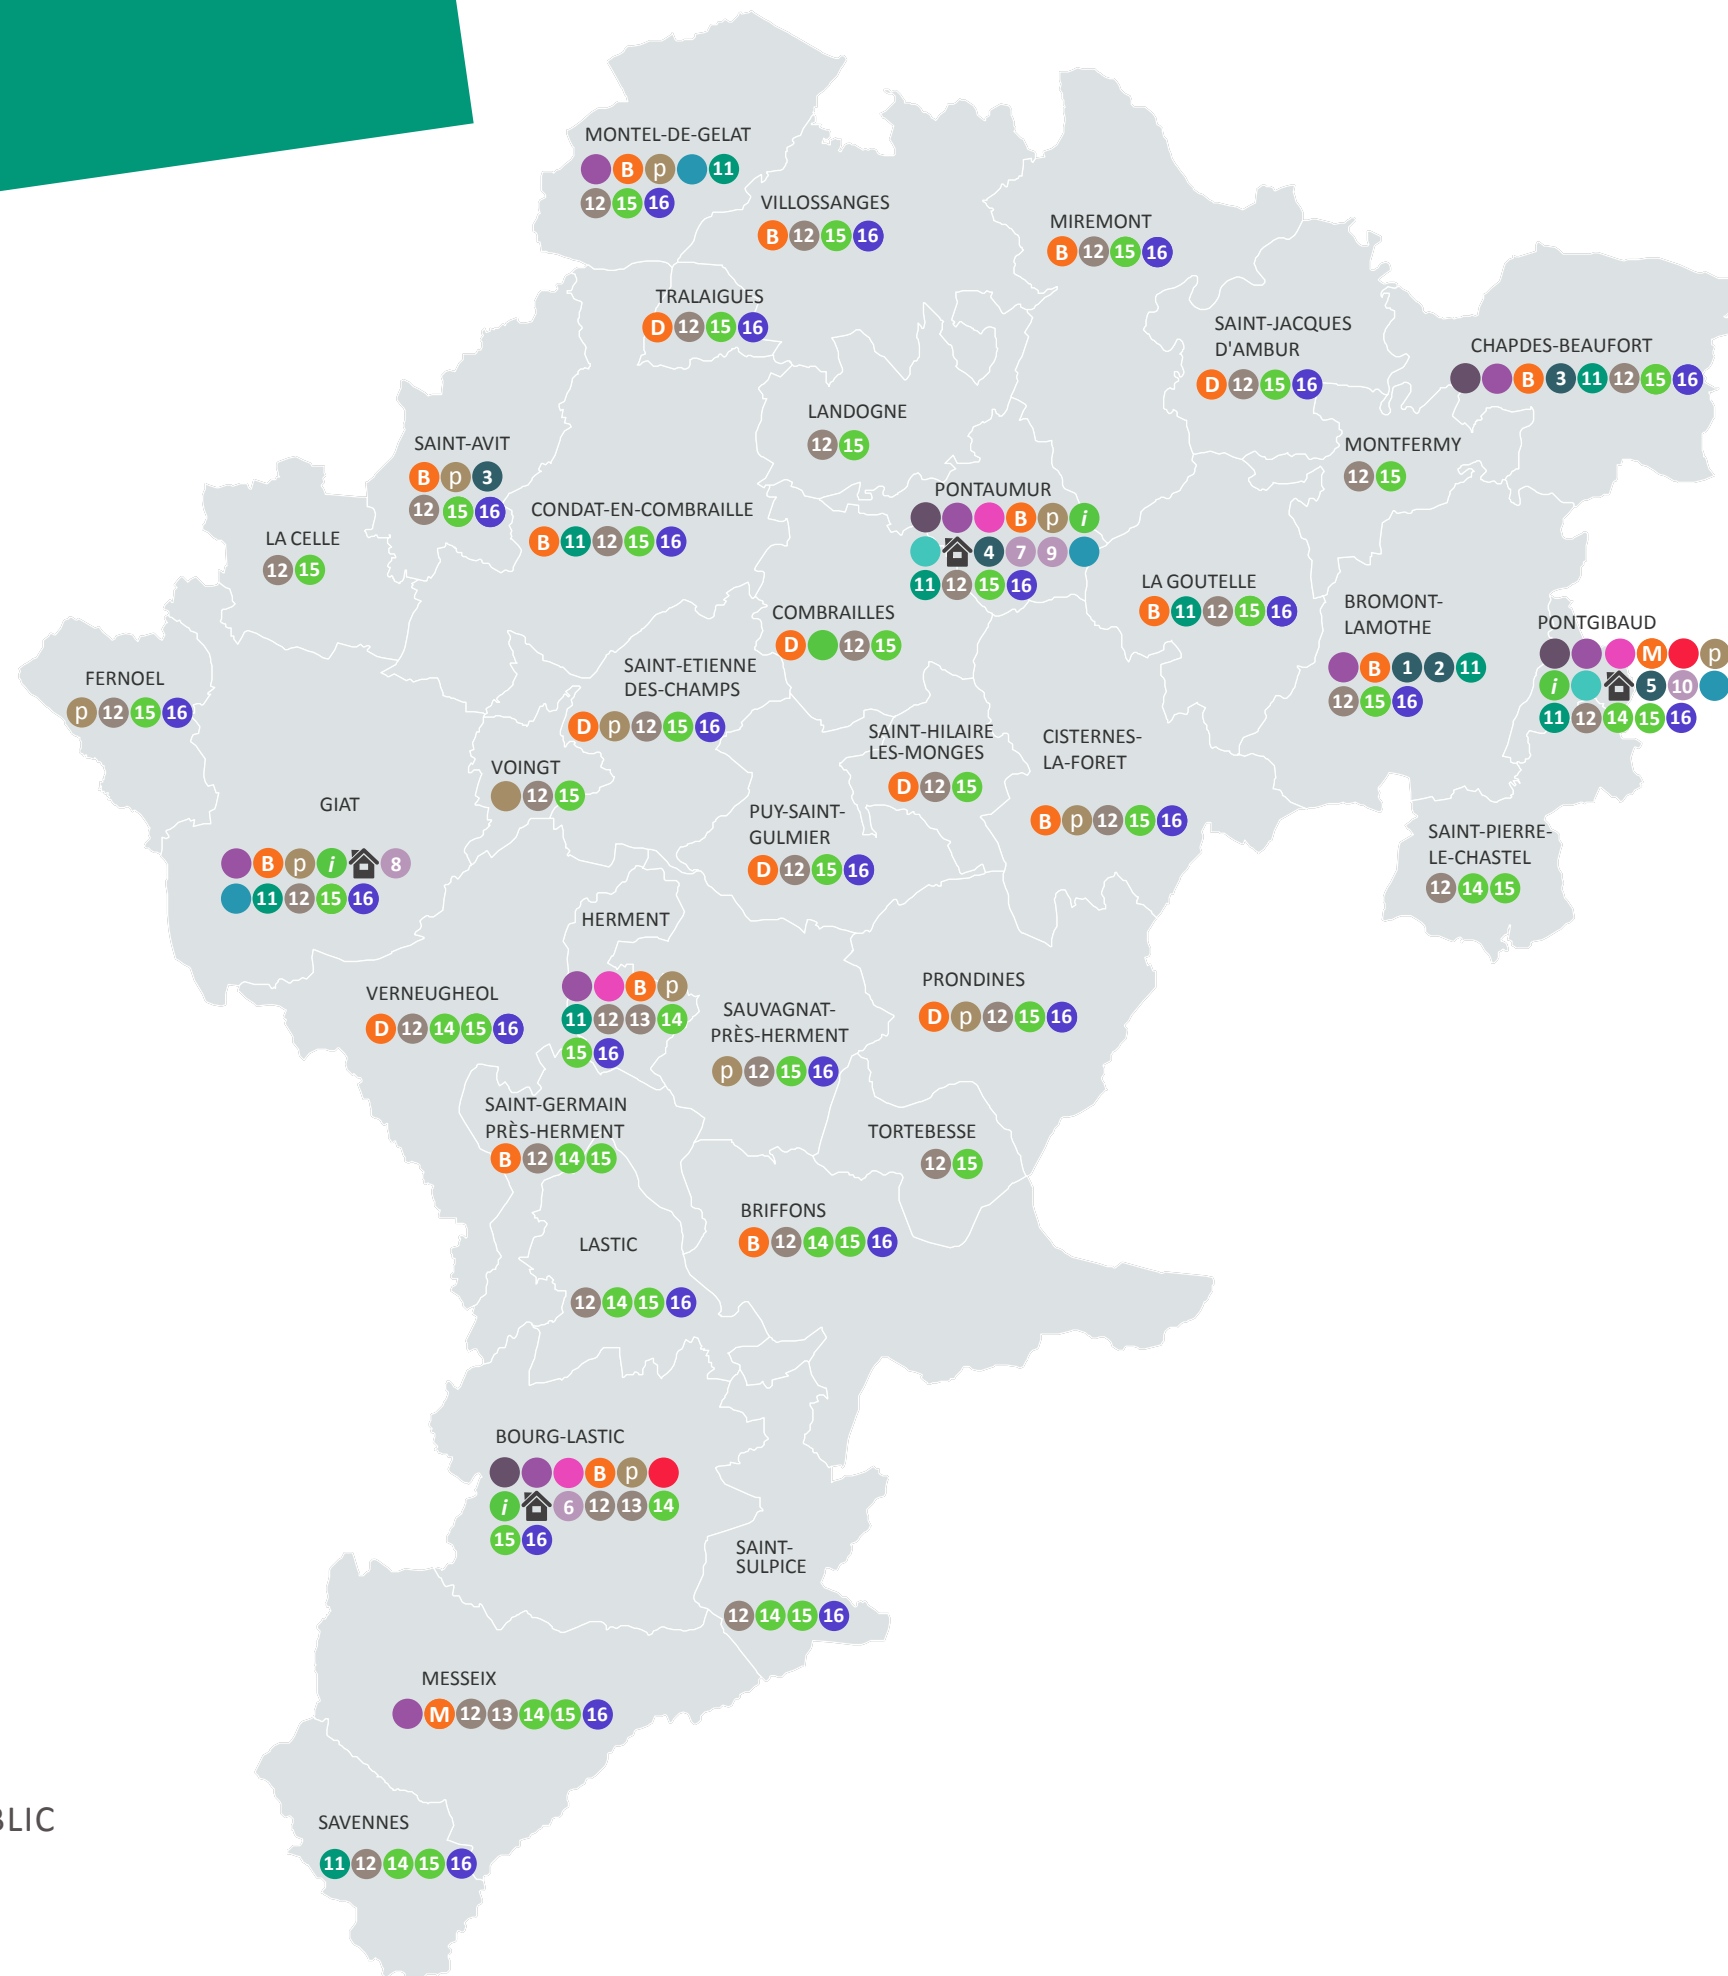 MONTEL-DE-GELAT
B p 11
12 15 16
VILLOSSANGES
B 12 15 16
MIREMONT
B 12 15 16
TRALAIGUES
D 12 15 16
SAINT-JACQUES
D'AMBUR
D 12 15 16
CHAPDES-BEAUFORT
B 3 11 12 15 16
LANDOGNE
12 15
SAINT-AVIT
B p 3
12 15 16
MONTFERMY
12 15
CONDAT-EN-COMBRAILLE
B 11 12 15 16
PONTAUMUR
B p i
4 7 9
11 12 15 16
LA CELLE
12 15
LA GOUTELLE
B 11 12 15 16
BROMONT-
LAMOTHE
B 1 2 11
12 15 16
PONTGIBAUD
M p
i 5 10
11 12 14 15 16
COMBRAILLES
D 12 15
FERNOEL
p 12 15 16
SAINT-ETIENNE
DES-CHAMPS
D p 12 15 16
SAINT-HILAIRE
LES-MONGES
D 12 15
CISTERNES-
LA-FORET
B p 12 15 16
VOINGT
12 15
GIAT
B p i 8
11 12 15 16
PUY-SAINT-
GULMIER
D 12 15 16
SAINT-PIERRE-
LE-CHASTEL
12 14 15
HERMENT
B p
11 12 13 14
15 16
VERNEUGHEOL
D 12 14 15 16
SAUVAGNAT-
PRÈS-HERMENT
p 12 15 16
PRONDINES
D p 12 15 16
SAINT-GERMAIN
PRÈS-HERMENT
B 12 14 15
TORTEBESSE
12 15
BRIFFONS
B 12 14 15 16
LASTIC
12 14 15 16
BOURG-LASTIC
B p
i 6 12 13 14
15 16
SAINT-
SULPICE
12 14 15 16
MESSEIX
M 12 13 14 15 16
BLIC
SAVENNES
11 12 14 15 16